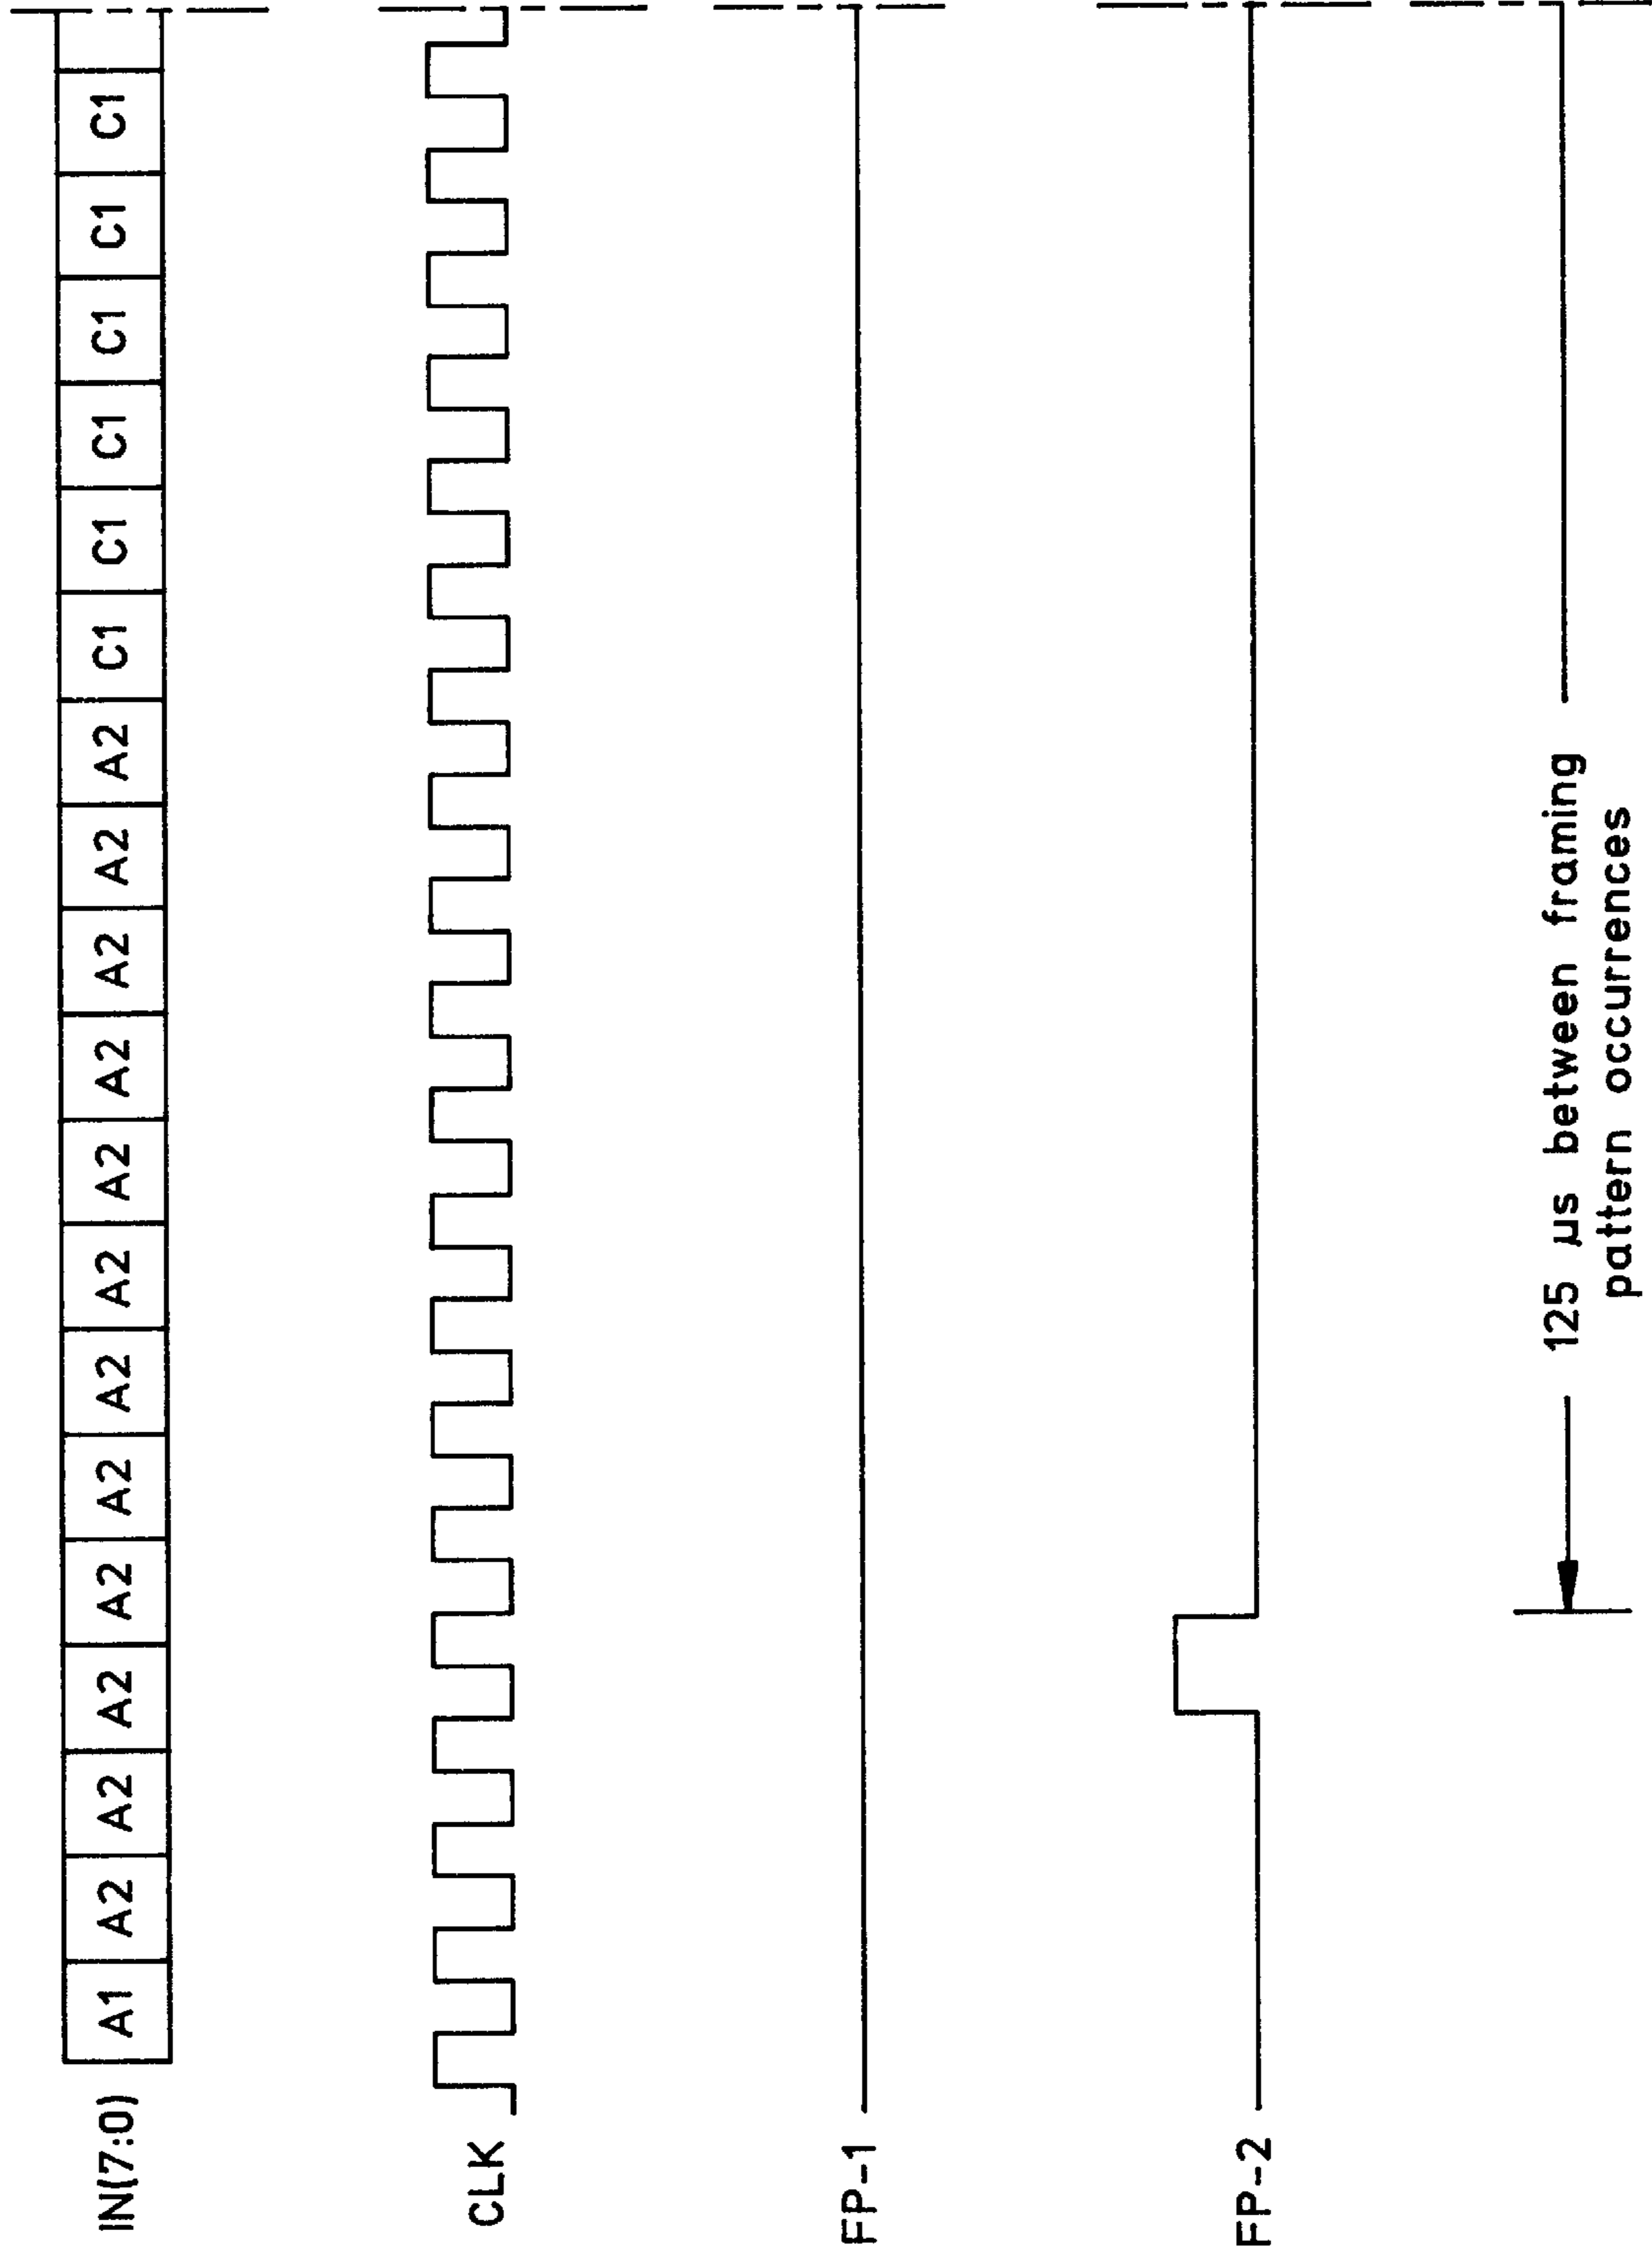 IN(7:0) A1 A2 A2 A2 A2 A2 A2 A2 A2 A2 A2 A2 A2 C1 C1 C1 C1 C1 C1
CLK
FP-1
FP-2
125 µs between framing
pattern occurrences